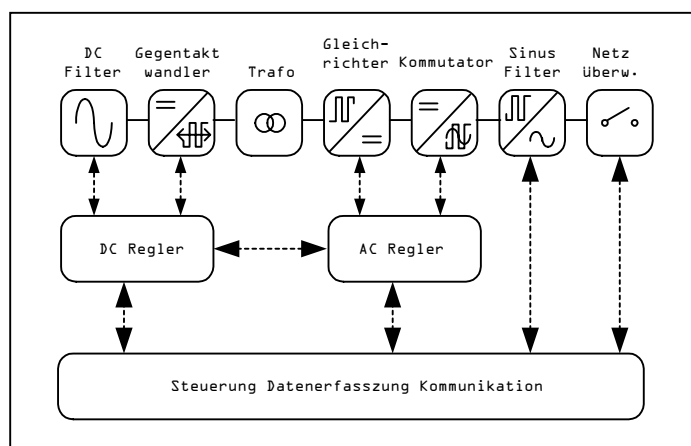 DC
Filter
Gegentakt
wandler
Trafo
Gleich-
richter
Kommutator
Sinus
Filter
Netz
überw.
DC Regler
AC Regler
Steuerung Datenerfasszung Kommunikation